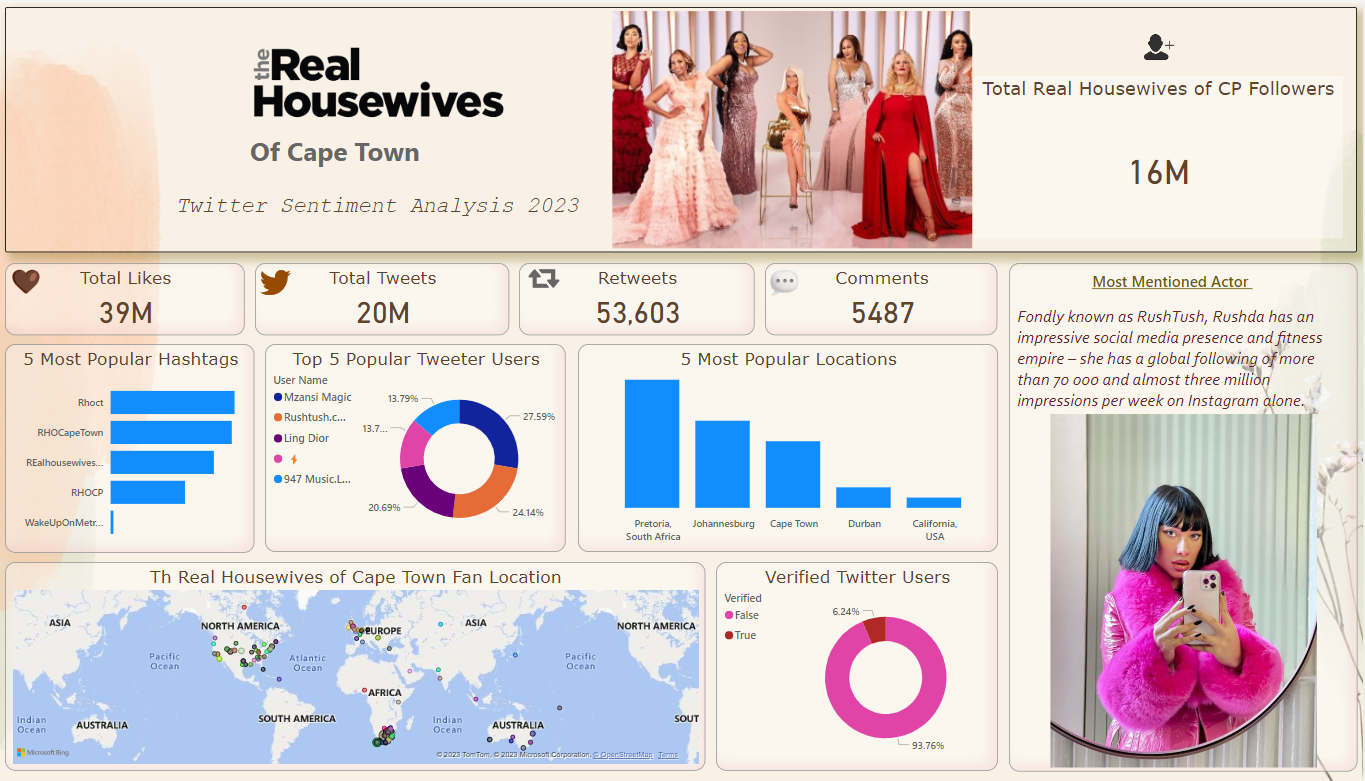 the Real
Housewives
Of Cape Town
Twitter Sentiment Analysis 2023
Total Real Housewives of CP Followers
16M
Total Likes
39M
Total Tweets
20M
Retweets
53,603
Comments
5487
Most Mentioned Actor
Fondly known as RushTush, Rushda has an
impressive social media presence and fitness
empire – she has a global following of more
than 70 000 and almost three million
impressions per week on Instagram alone.
5 Most Popular Hashtags
Rhoct
RHOCapeTown
REalhousewives...
RHOCP
WakeUpOnMetr...
Top 5 Popular Tweeter Users
User Name
Mzansi Magic
Rushtush.c...
Ling Dior
947 Music.L...
13.79%
27.59%
13.7...
20.69%
24.14%
5 Most Popular Locations
Pretoria,
South Africa
Johannesburg
Cape Town
Durban
California,
USA
Th Real Housewives of Cape Town Fan Location
ASIA
NORTH AMERICA
EUROPE
ASIA
NORTH AMERICA
Pacific
Ocean
Atlantic
Ocean
Pacific
Ocean
AFRICA
Indian
Ocean
AUSTRALIA
SOUTH AMERICA
Indian
Ocean
AUSTRALIA
SOUT
Microsoft Bing
© 2023 TomTom, © 2023 Microsoft Corporation, © OpenStreetMap Terms
Verified Twitter Users
Verified
False
True
6.24%
93.76%